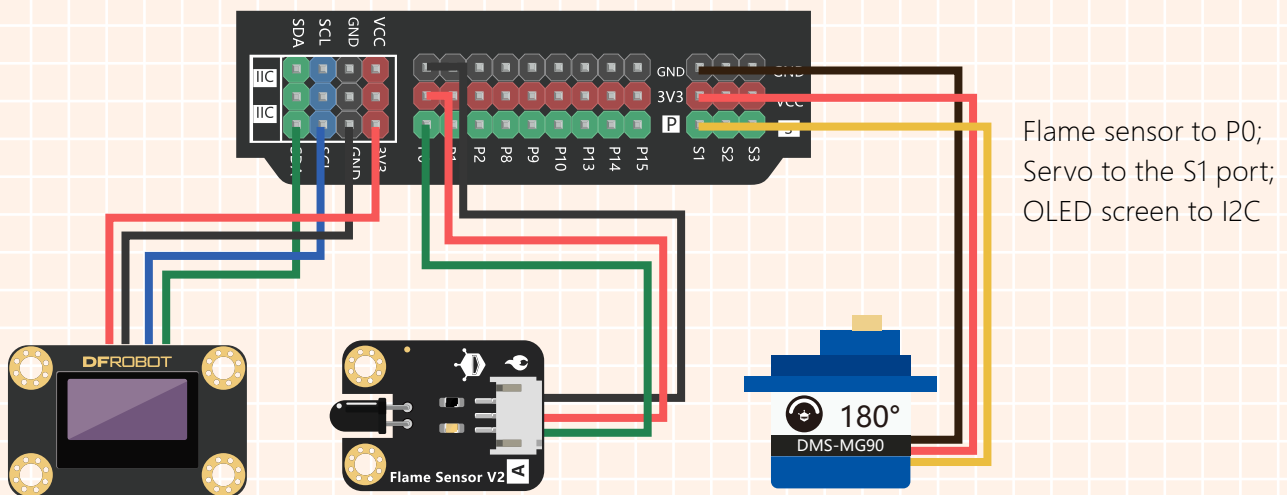 SDA
SCL
GND
VCC
IIC
IIC
GND
3V3
P
GND
VCC
P0
P1
P2
P8
P9
P10
P13
P14
P15
S1
S2
S3
SCL
GND
3V3
Flame sensor to P0;
Servo to the S1 port;
OLED screen to I2C
DFROBOT
Flame Sensor V2
A
180°
DMS-MG90